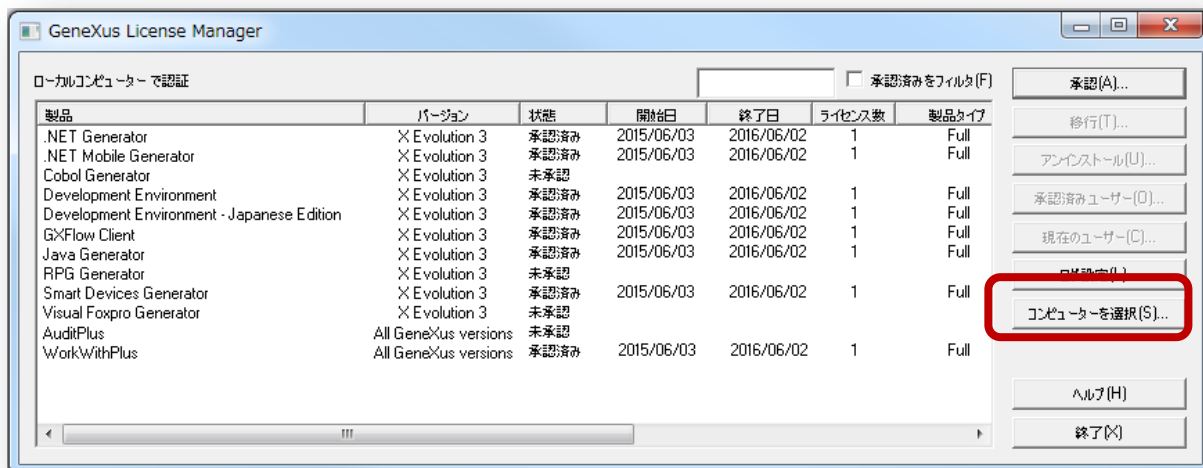 GeneXus License Manager
ローカルコンピューター で認証
承認済みをフィルタ(F)
製品 バージョン 状態 開始日 終了日 ライセンス数 製品タイプ
.NET Generator X Evolution 3 承認済み 2015/06/03 2016/06/02 1 Full
.NET Mobile Generator X Evolution 3 承認済み 2015/06/03 2016/06/02 1 Full
Cobol Generator X Evolution 3 未承認
Development Environment X Evolution 3 承認済み 2015/06/03 2016/06/02 1 Full
Development Environment - Japanese Edition X Evolution 3 承認済み 2015/06/03 2016/06/02 1 Full
GXFlow Client X Evolution 3 承認済み 2015/06/03 2016/06/02 1 Full
Java Generator X Evolution 3 承認済み 2015/06/03 2016/06/02 1 Full
RPG Generator X Evolution 3 未承認
Smart Devices Generator X Evolution 3 承認済み 2015/06/03 2016/06/02 1 Full
Visual Foxpro Generator X Evolution 3 未承認
AuditPlus All GeneXus versions 未承認
WorkWithPlus All GeneXus versions 承認済み 2015/06/03 2016/06/02 1 Full
承認(A)...
移行(T)...
アンインストール(U)...
承認済みユーザー(O)...
現在のユーザー(C)...
コンピューターを選択(S)...
ヘルプ(H)
終了(X)